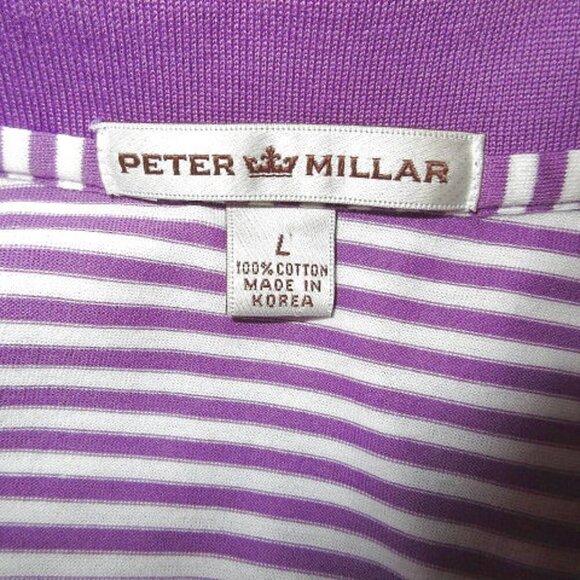 PETER MILLAR
L
100% COTTON
MADE IN
KOREA